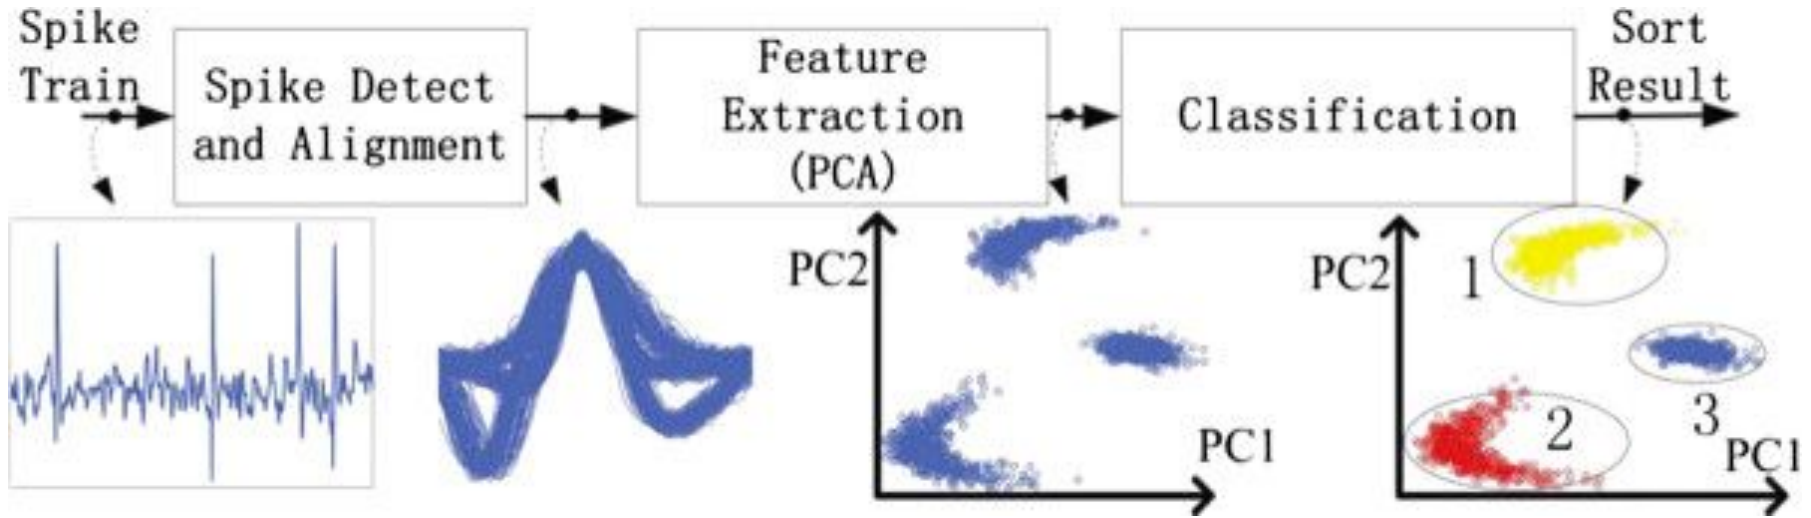 Spike
Train
Spike Detect
and Alignment
Feature
Extraction
(PCA)
Classification
Sort
Result
PC2
PC1
PC2
1
2
3
PC1